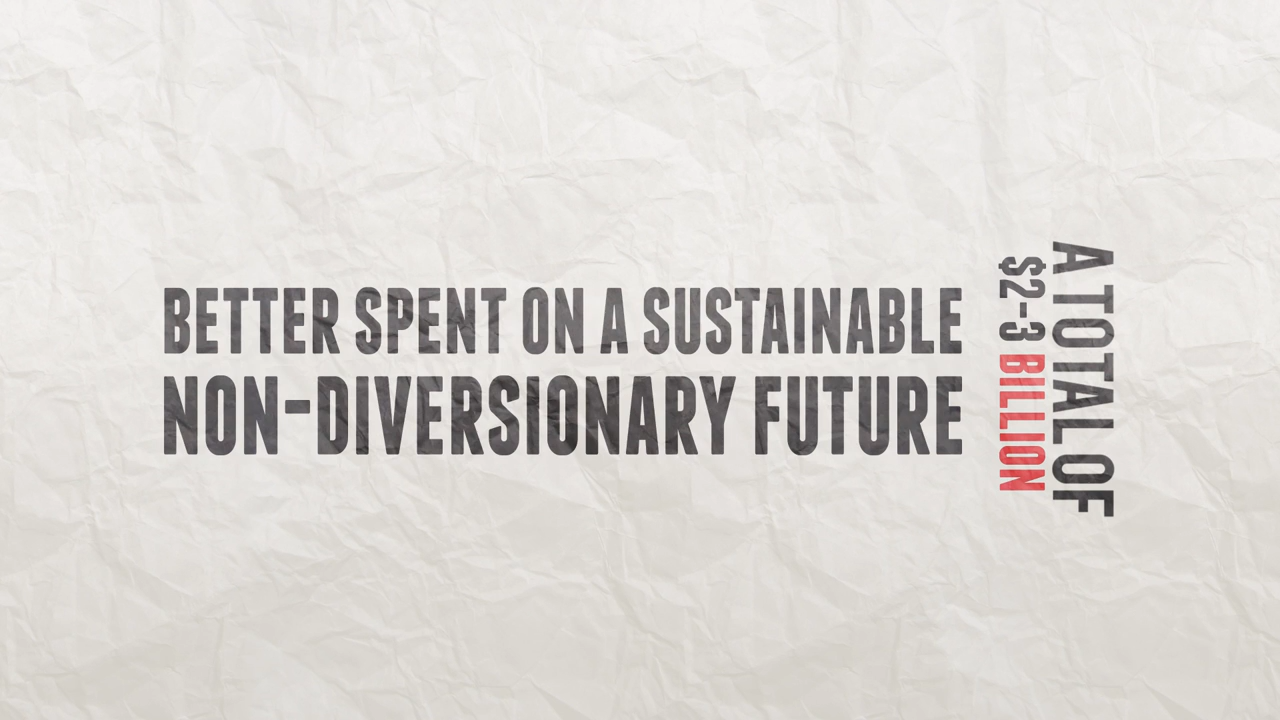 A TOTAL OF
$2-3 BILLION
BETTER SPENT ON A SUSTAINABLE
NON-DIVERSIONARY FUTURE